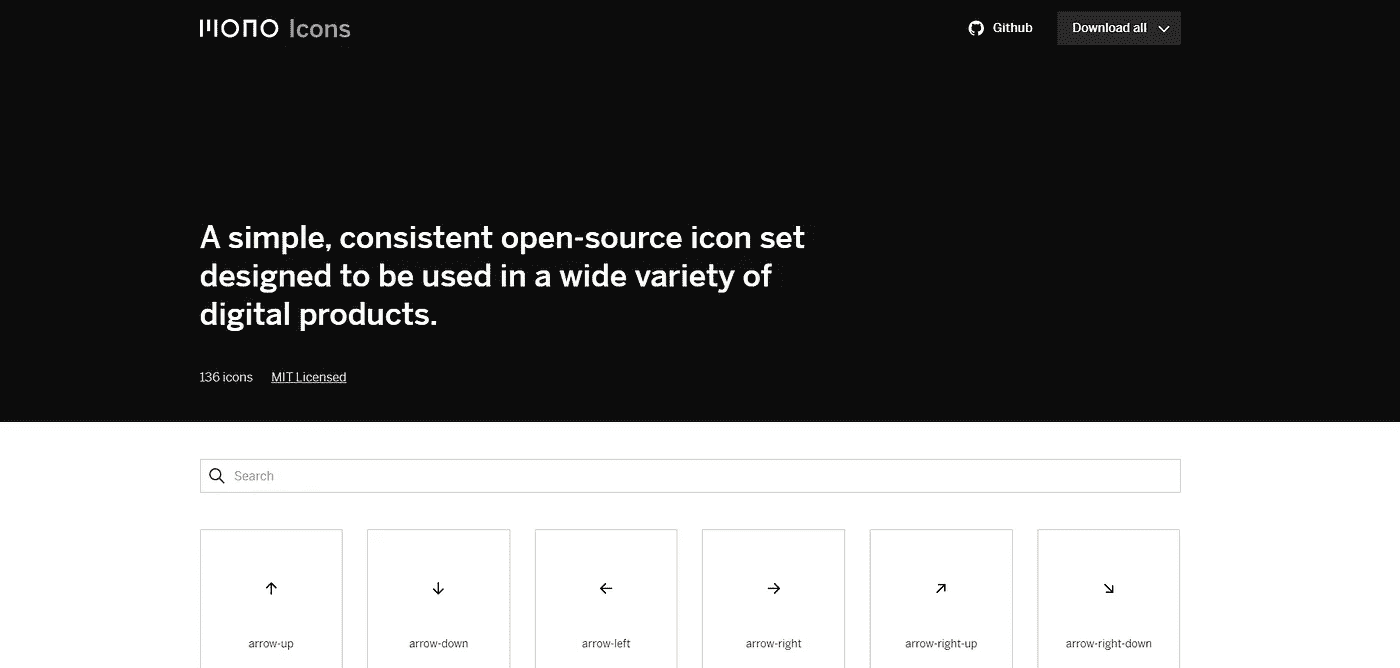 MONO Icons
Github
Download all
A simple, consistent open-source icon set
designed to be used in a wide variety of
digital products.
136 icons
MIT Licensed
Search
arrow-up
arrow-down
arrow-left
arrow-right
arrow-right-up
arrow-right-down